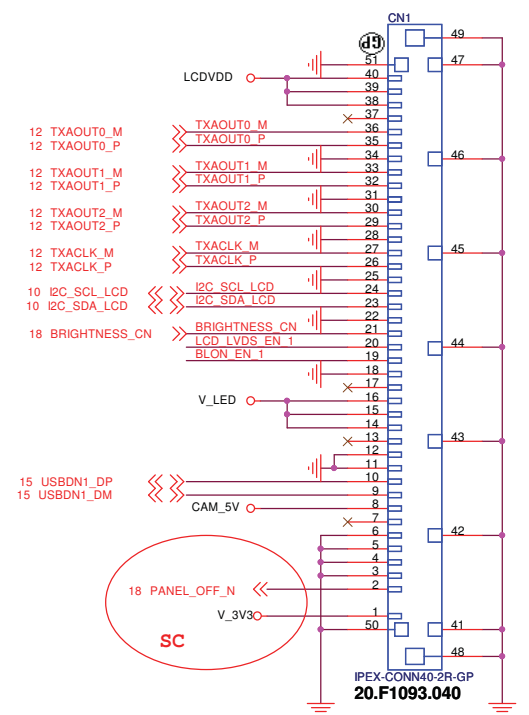 CN1
GP
49
51
47
LCDVDD
40
39
38
37
12 TXAOUT0_M
TXAOUT0_M
36
12 TXAOUT0_P
TXAOUT0_P
35
34
46
12 TXAOUT1_M
TXAOUT1_M
33
12 TXAOUT1_P
TXAOUT1_P
32
31
12 TXAOUT2_M
TXAOUT2_M
30
12 TXAOUT2_P
TXAOUT2_P
29
28
12 TXACLK_M
TXACLK_M
27
45
12 TXACLK_P
TXACLK_P
26
25
10 I2C_SCL_LCD
I2C_SCL_LCD
24
10 I2C_SDA_LCD
I2C_SDA_LCD
23
22
18 BRIGHTNESS_CN
BRIGHTNESS_CN
21
LCD_LVDS_EN_1
20
44
BLON_EN_1
19
18
17
V_LED
16
15
14
13
43
12
11
15 USBDN1_DP
10
15 USBDN1_DM
9
CAM_5V
8
7
6
42
5
4
3
18 PANEL_OFF_N
2
V_3V3
1
50
41
SC
48
IPEX-CONN40-2R-GP
20.F1093.040